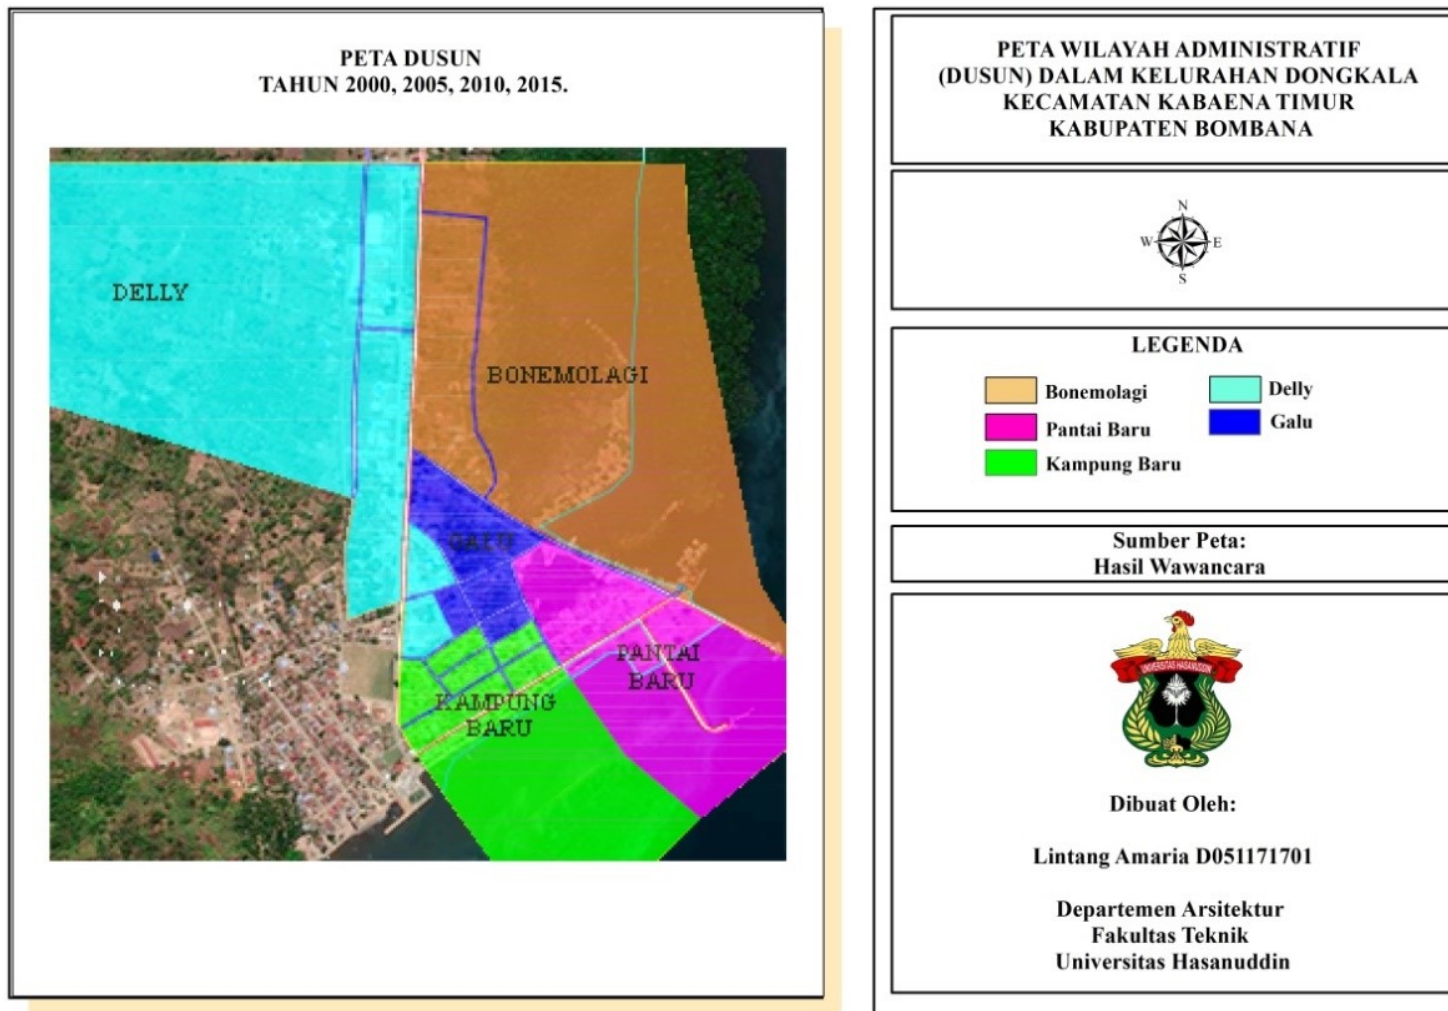 PETA DUSUN
TAHUN 2000, 2005, 2010, 2015.
DELLY
BONEMOLAGI
GALU
PANTAI
BARU
KAMPUNG
BARU
PETA WILAYAH ADMINISTRATIF
(DUSUN) DALAM KELURAHAN DONGKALA
KECAMATAN KABAENA TIMUR
KABUPATEN BOMBANA
N
W E
S
LEGENDA
Bonemolagi
Delly
Pantai Baru
Galu
Kampung Baru
Sumber Peta:
Hasil Wawancara
UNIVERSITAS HASANUDDIN
Dibuat Oleh:
Lintang Amaria D051171701
Departemen Arsitektur
Fakultas Teknik
Universitas Hasanuddin